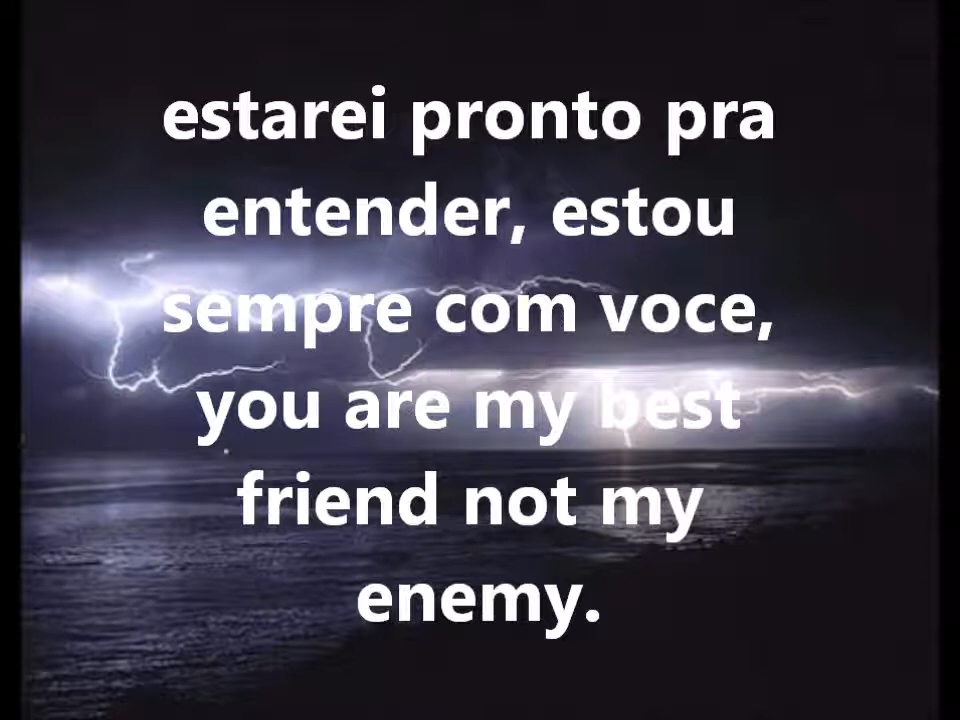 estarei pronto pra
entender, estou
sempre com voce,
you are my best
friend not my
enemy.